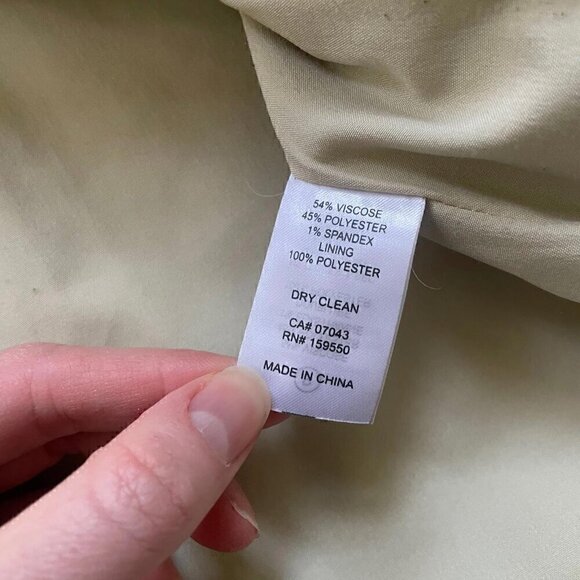 54% VISCOSE
45% POLYESTER
1% SPANDEX
LINING
100% POLYESTER
DRY CLEAN
CA# 07043
RN# 159550
MADE IN CHINA